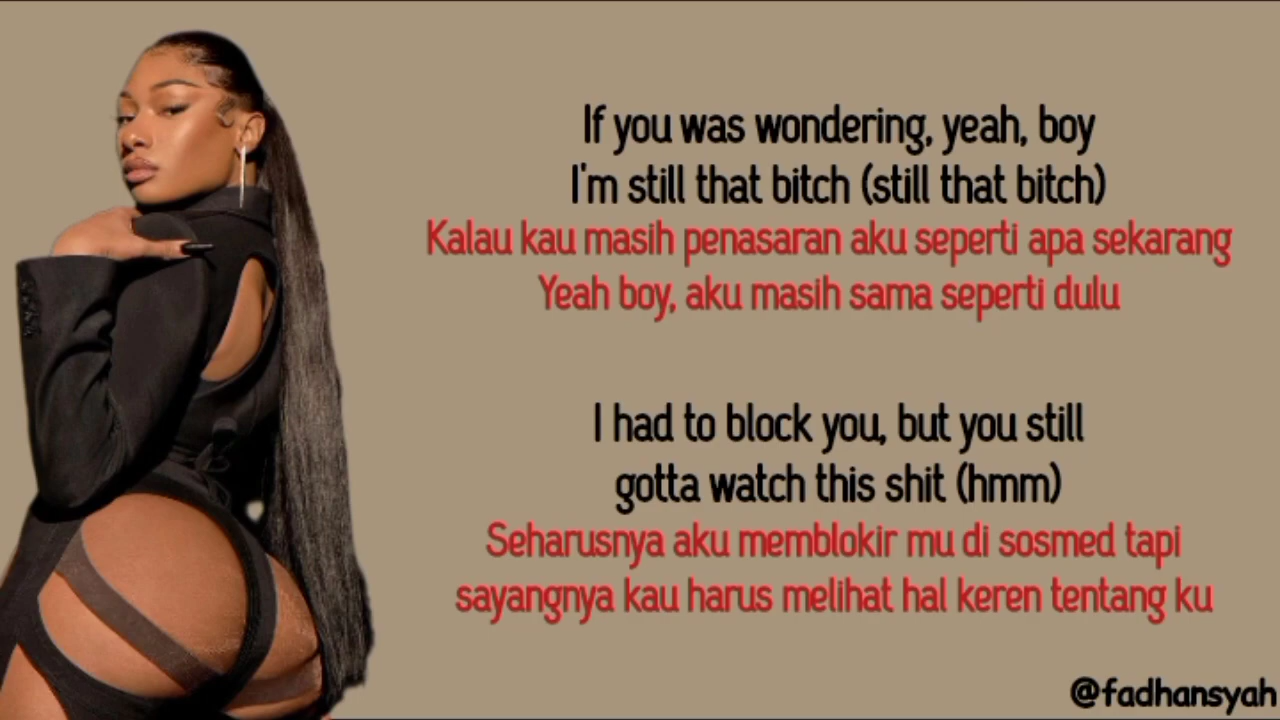 If you was wondering, yeah, boy
I'm still that bitch (still that bitch)
Kalau kau masih penasaran aku seperti apa sekarang
Yeah boy, aku masih sama seperti dulu
I had to block you, but you still
gotta watch this shit (hmm)
Seharusnya aku memblokir mu di sosmed tapi
sayangnya kau harus melihat hal keren tentang ku
@fadhansyah